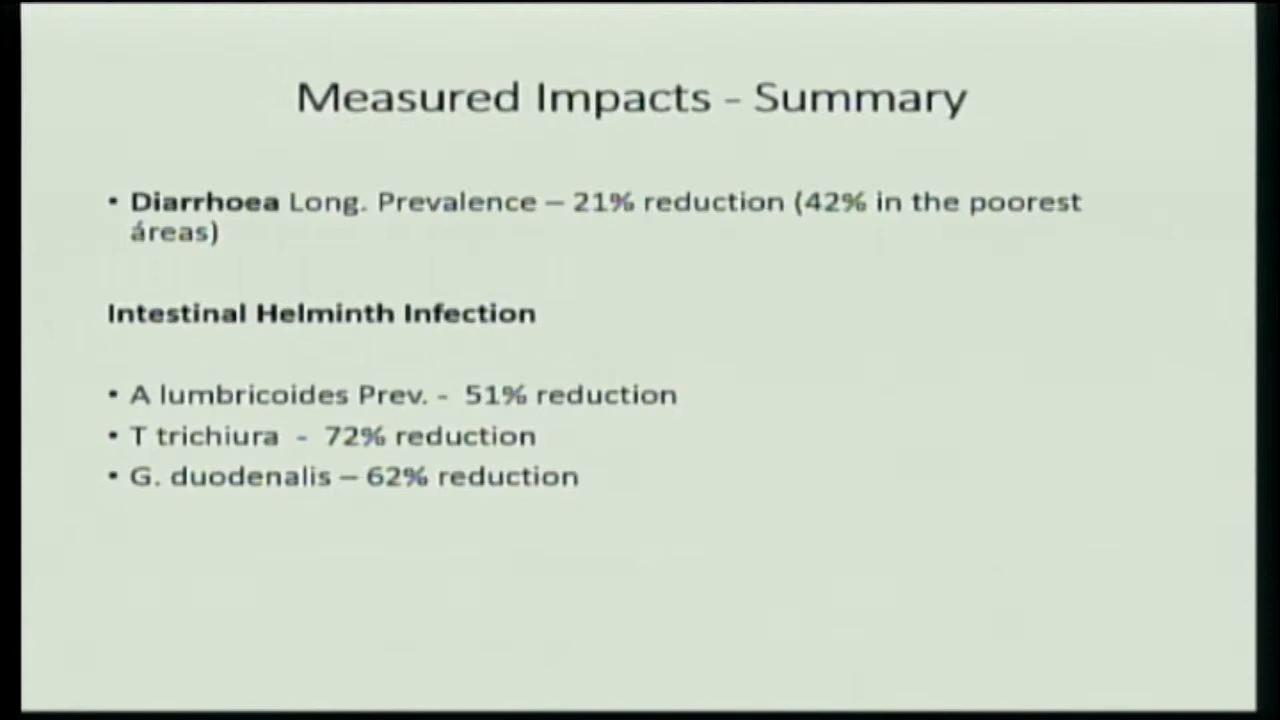 Measured Impacts - Summary
• Diarrhoea Long. Prevalence – 21% reduction (42% in the poorest
áreas)
Intestinal Helminth Infection
• A lumbricoides Prev. - 51% reduction
• T trichiura - 72% reduction
• G. duodenalis – 62% reduction